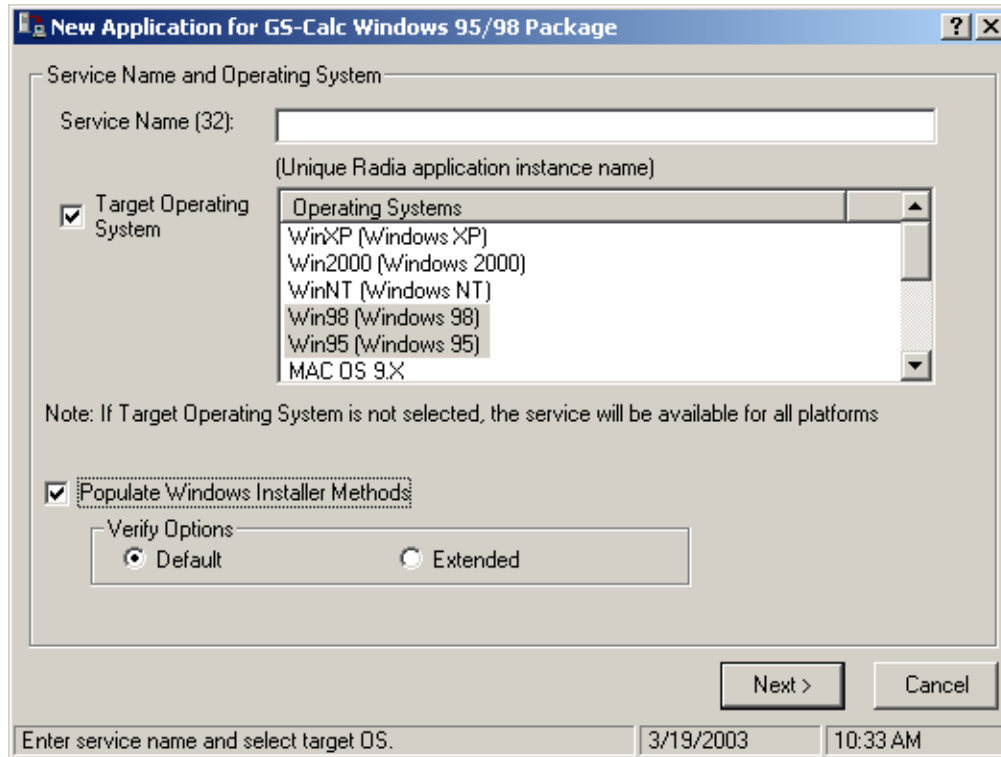 New Application for GS-Calc Windows 95/98 Package
Service Name and Operating System
Service Name (32):
(Unique Radia application instance name)
Target Operating
System
Operating Systems
WinXP (Windows XP)
Win2000 (Windows 2000)
WinNT (Windows NT)
Win98 (Windows 98)
Win95 (Windows 95)
MAC OS 9.X
Note: If Target Operating System is not selected, the service will be available for all platforms
Populate Windows Installer Methods
Verify Options
Default
Extended
Next >
Cancel
Enter service name and select target OS.
3/19/2003
10:33 AM